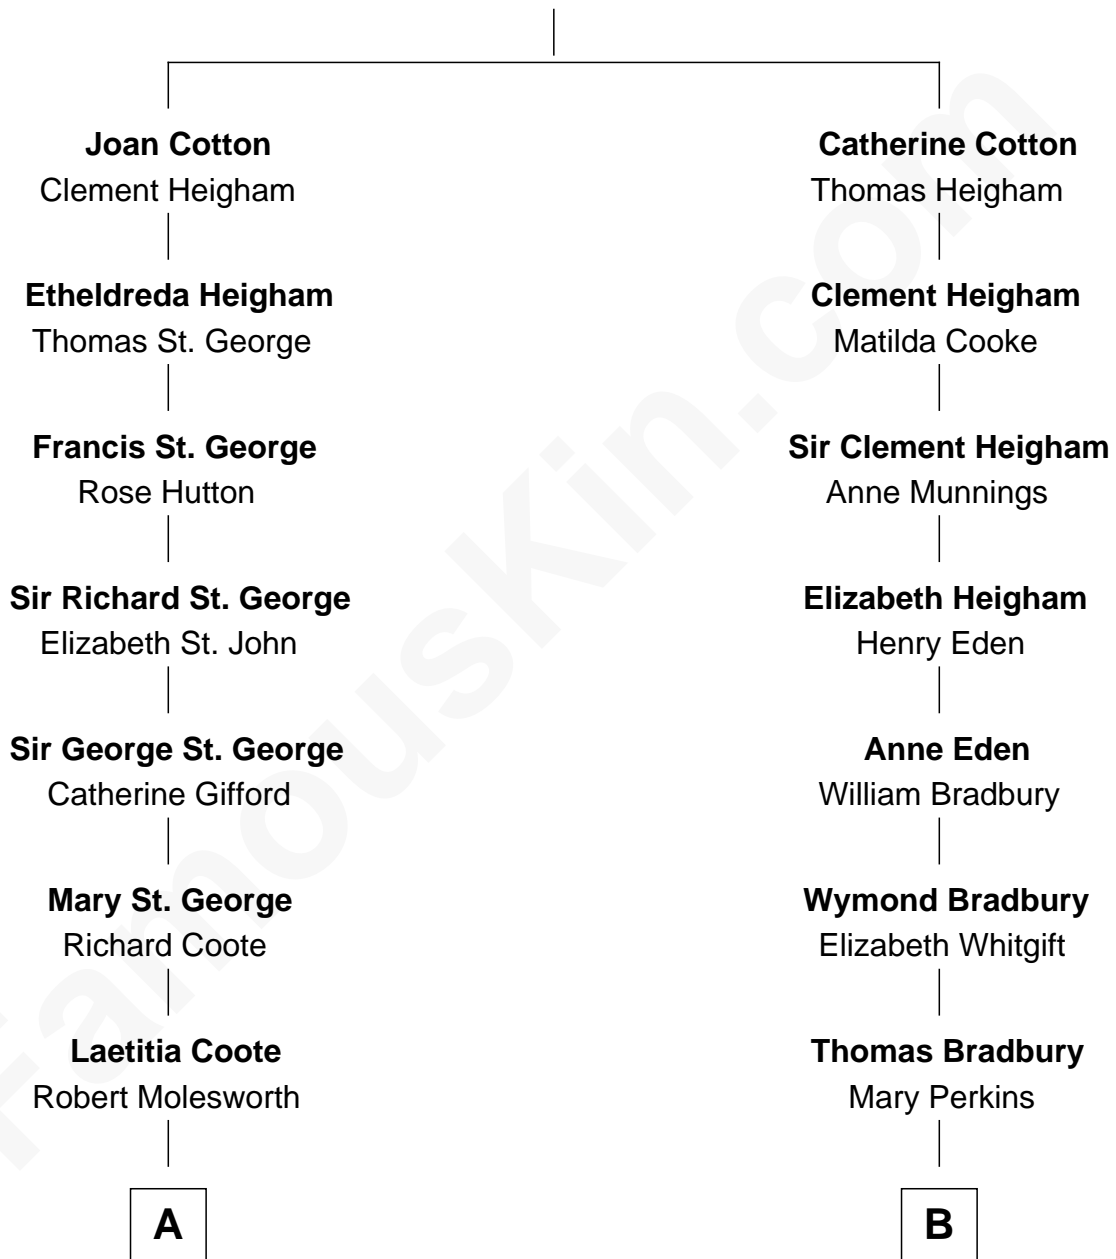 Joan Cotton
Clement Heigham
Etheldreda Heigham
Thomas St. George
Francis St. George
Rose Hutton
Sir Richard St. George
Elizabeth St. John
Sir George St. George
Catherine Gifford
Mary St. George
Richard Coote
Laetitia Coote
Robert Molesworth
A
Catherine Cotton
Thomas Heigham
Clement Heigham
Matilda Cooke
Sir Clement Heigham
Anne Munnings
Elizabeth Heigham
Henry Eden
Anne Eden
William Bradbury
Wymond Bradbury
Elizabeth Whitgift
Thomas Bradbury
Mary Perkins
B
FamousKin.com